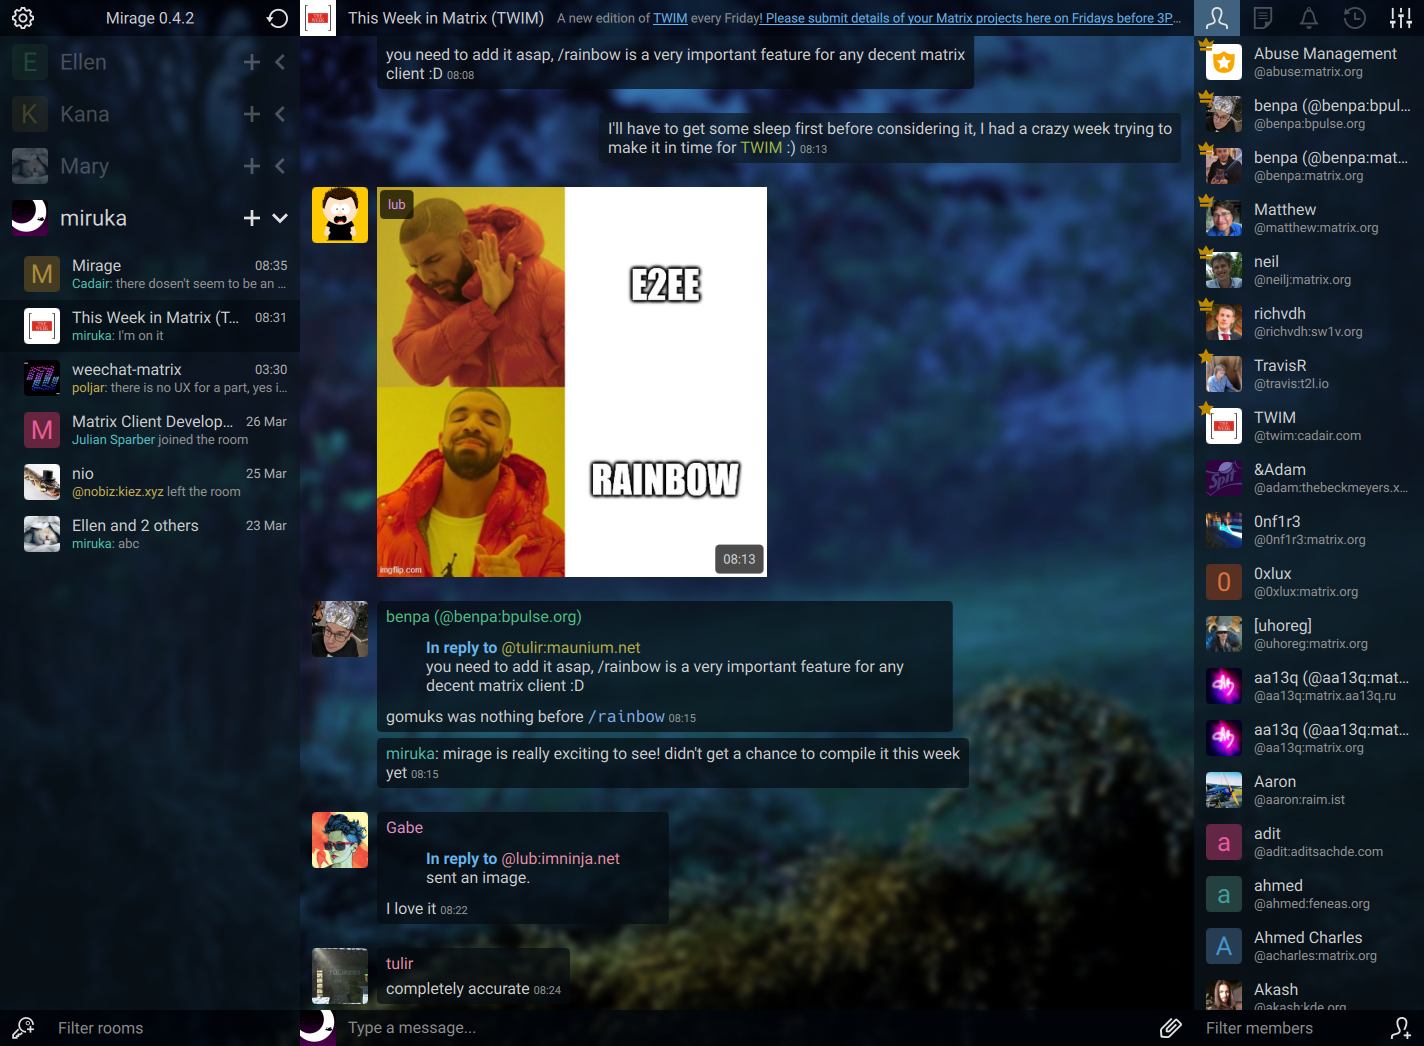 Mirage 0.4.2
E
Ellen
K
Kana
Mary
miruka
M
Mirage 08:35
Cadair: there dosen't seem to be an ...
This Week in Matrix (T... 08:31
miruka: I'm on it
weechat-matrix 03:30
poljar: there is no UX for a part, yes i...
M
Matrix Client Develop... 26 Mar
Julian Sparber joined the room
nio 25 Mar
@nobiz:kiez.xyz left the room
Ellen and 2 others 23 Mar
miruka: abc
Filter rooms
This Week in Matrix (TWIM) A new edition of TWIM every Friday! Please submit details of your Matrix projects here on Fridays before 3P...
you need to add it asap, /rainbow is a very important feature for any decent matrix
client :D 08:08
I'll have to get some sleep first before considering it, I had a crazy week trying to
make it in time for TWIM :) 08:13
lub
E2EE
RAINBOW
imgflip.com
08:13
benpa (@benpa:bpulse.org)
In reply to @tulir:maunium.net
you need to add it asap, /rainbow is a very important feature for any
decent matrix client :D
gomuks was nothing before /rainbow 08:15
miruka: mirage is really exciting to see! didn't get a chance to compile it this week
yet 08:15
Gabe
In reply to @lub:imninja.net
sent an image.
I love it 08:22
tulir
completely accurate 08:24
Type a message...
Abuse Management
@abuse:matrix.org
benpa (@benpa:bpul...
@benpa:bpulse.org
benpa (@benpa:mat...
@benpa:matrix.org
Matthew
@matthew:matrix.org
neil
@neilj:matrix.org
richvdh
@richvdh:sw1v.org
TravisR
@travis:t2l.io
TWIM
@twim:cadair.com
&Adam
@adam:thebeckmeyers.x...
0nf1r3
@0nf1r3:matrix.org
0
0xlux
@0xlux:matrix.org
[uhoreg]
@uhoreg:matrix.org
aa13q (@aa13q:mat...
@aa13q:matrix.aa13q.ru
aa13q (@aa13q:mat...
@aa13q:matrix.org
Aaron
@aaron:raim.ist
a
adit
@adit:aditsachde.com
a
ahmed
@ahmed:feneas.org
A
Ahmed Charles
@acharles:matrix.org
Akash
@akash:kde.org
Filter members